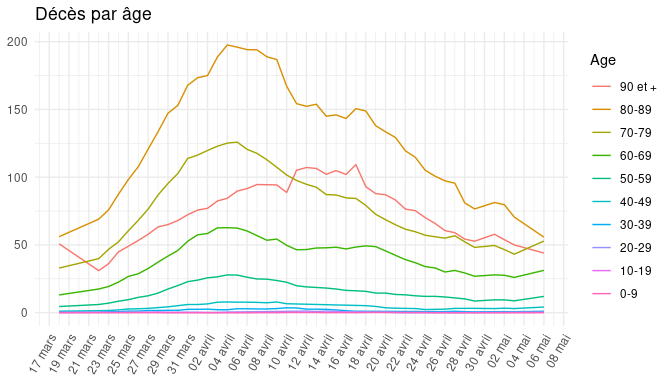 Décès par âge
200
150
100
50
0
17 mars
19 mars
21 mars
23 mars
25 mars
27 mars
29 mars
31 mars
02 avril
04 avril
06 avril
08 avril
10 avril
12 avril
14 avril
16 avril
18 avril
20 avril
22 avril
24 avril
26 avril
28 avril
30 avril
02 mai
04 mai
06 mai
08 mai
Age
90 et +
80-89
70-79
60-69
50-59
40-49
30-39
20-29
10-19
0-9